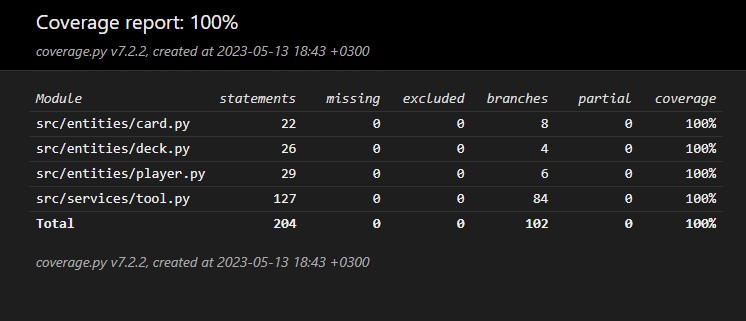 Coverage report: 100%
coverage.py v7.2.2, created at 2023-05-13 18:43 +0300
Module statements missing excluded branches partial coverage
src/entities/card.py 22 0 0 8 0 100%
src/entities/deck.py 26 0 0 4 0 100%
src/entities/player.py 29 0 0 6 0 100%
src/services/tool.py 127 0 0 84 0 100%
Total 204 0 0 102 0 100%
coverage.py v7.2.2, created at 2023-05-13 18:43 +0300